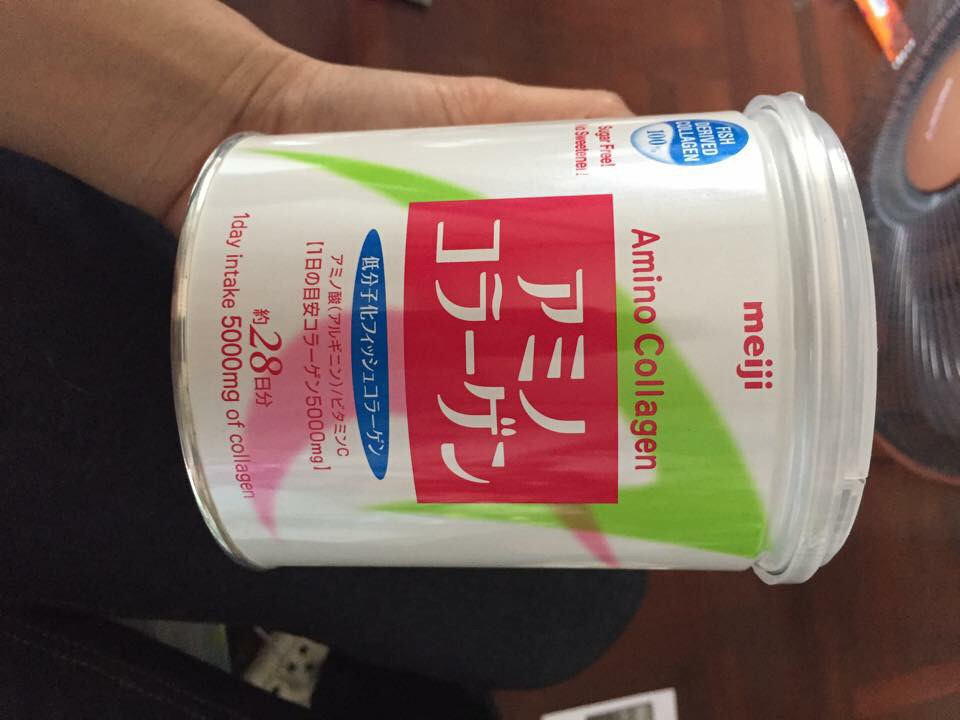 meiji
FISH
DERIVED
COLLAGEN
100%
Sugar Free!
Sweetener!
Amino Collagen
アミノ
コラーゲン
低分子化フィッシュコラーゲン
アミノ酸(アルギニン)/ビタミンC
【1日の目安コラーゲン5000mg】
約28日分
1day intake 5000mg of collagen